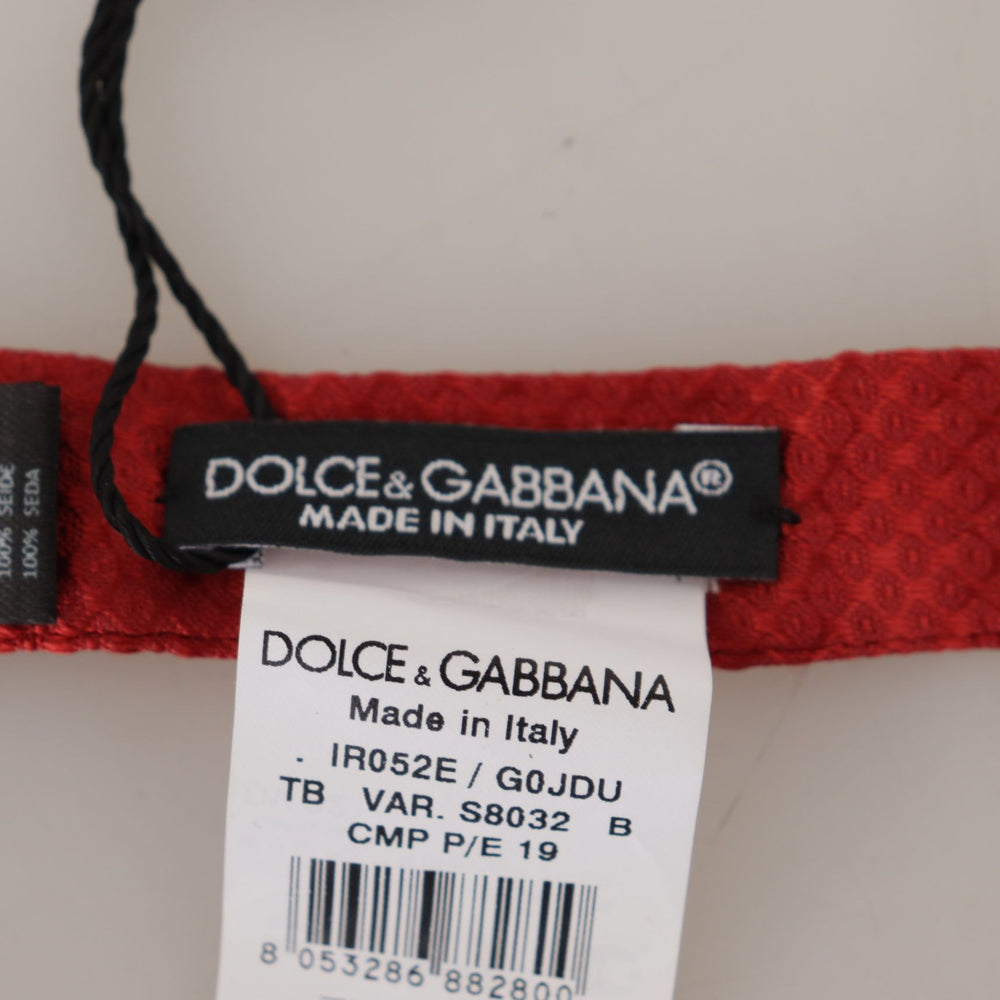 100% SEIDE
100% SEDA
DOLCE&GABBANA®
MADE IN ITALY
DOLCE & GABBANA
Made in Italy
. IR052E / G0JDU
TB VAR. S8032 B
CMP P/E 19
8 053286 882800